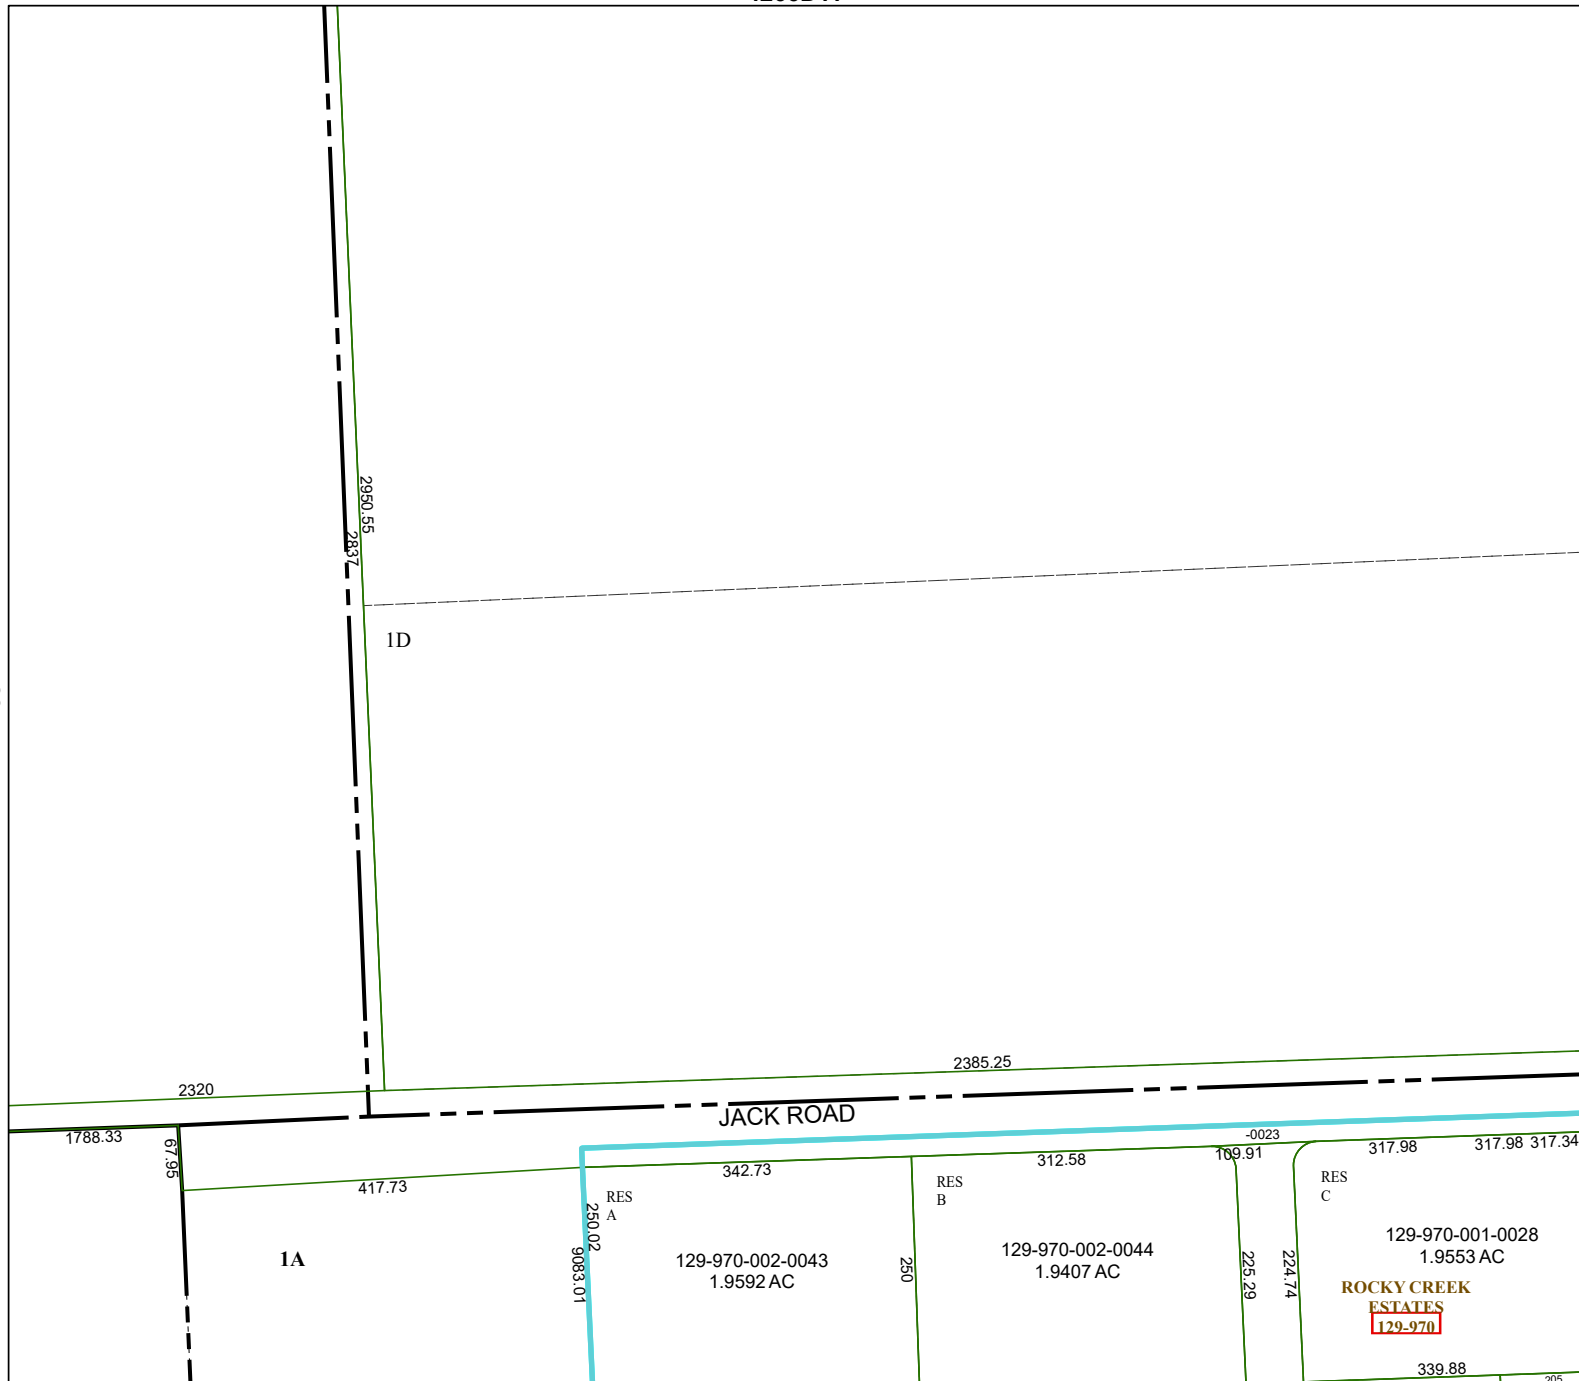 2950.55
2837
1D
2385.25
2320
JACK ROAD
1788.33
67.95
417.73
342.73
312.58
-0023
109.91
317.98
317.98
317.34
RES
A
RES
B
RES
C
250.02
9083.01
1A
129-970-002-0043
1.9592 AC
250
129-970-002-0044
1.9407 AC
225.29
224.74
129-970-001-0028
1.9553 AC
ROCKY CREEK
ESTATES
129-970
339.88
205